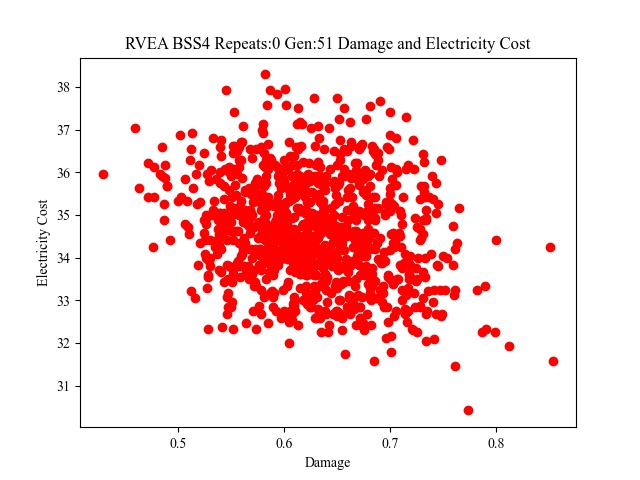 RVEA BSS4 Repeats:0 Gen:51 Damage and Electricity Cost
38
37
36
35
34
33
32
31
Electricity Cost
0.5 0.6 0.7 0.8
Damage